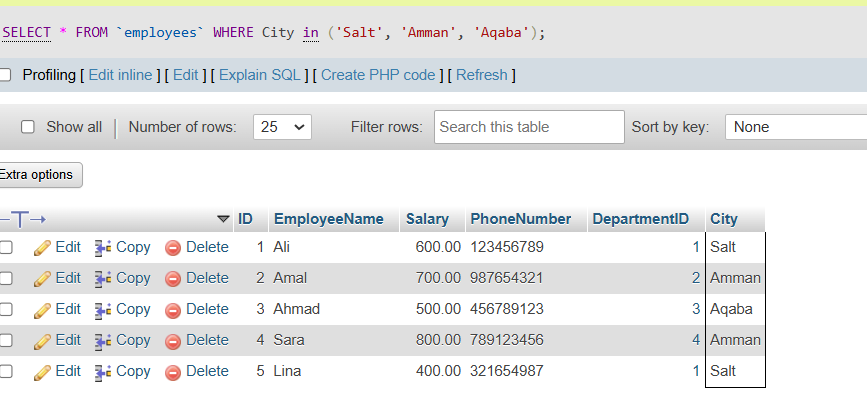 SELECT * FROM `employees` WHERE City in ('Salt', 'Amman', 'Aqaba');
Profiling [ Edit inline ] [ Edit ] [ Explain SQL ] [ Create PHP code ] [ Refresh ]
Show all Number of rows: 25 Filter rows: Search this table Sort by key: None
Extra options
ID EmployeeName Salary PhoneNumber DepartmentID City
Edit Copy Delete 1 Ali 600.00 123456789 1 Salt
Edit Copy Delete 2 Amal 700.00 987654321 2 Amman
Edit Copy Delete 3 Ahmad 500.00 456789123 3 Aqaba
Edit Copy Delete 4 Sara 800.00 789123456 4 Amman
Edit Copy Delete 5 Lina 400.00 321654987 1 Salt